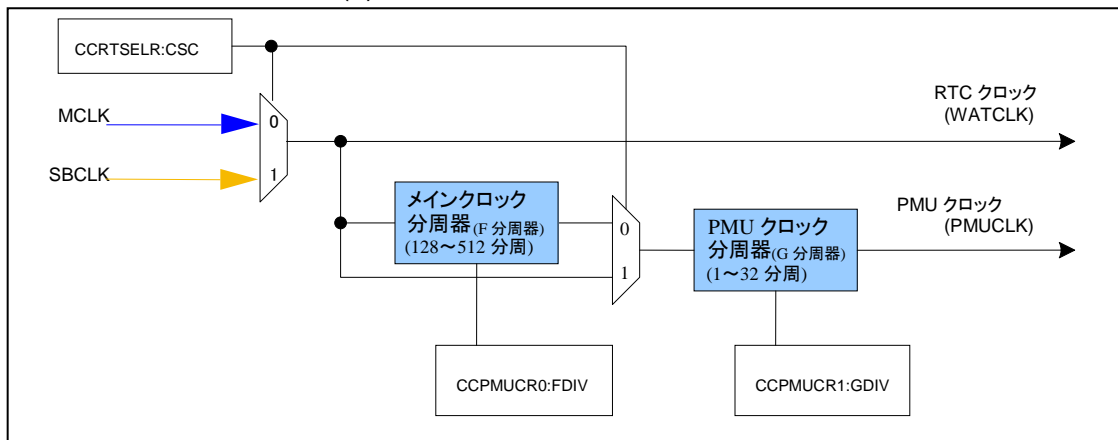 CCRTSELR:CSC
MCLK
SBCLK
0
1
RTC クロック
(WATCLK)
メインクロック
分周器(F 分周器)
(128～512 分周)
0
1
PMU クロック
分周器(G 分周器)
(1～32 分周)
PMU クロック
(PMUCLK)
CCPMUCR0:FDIV
CCPMUCR1:GDIV